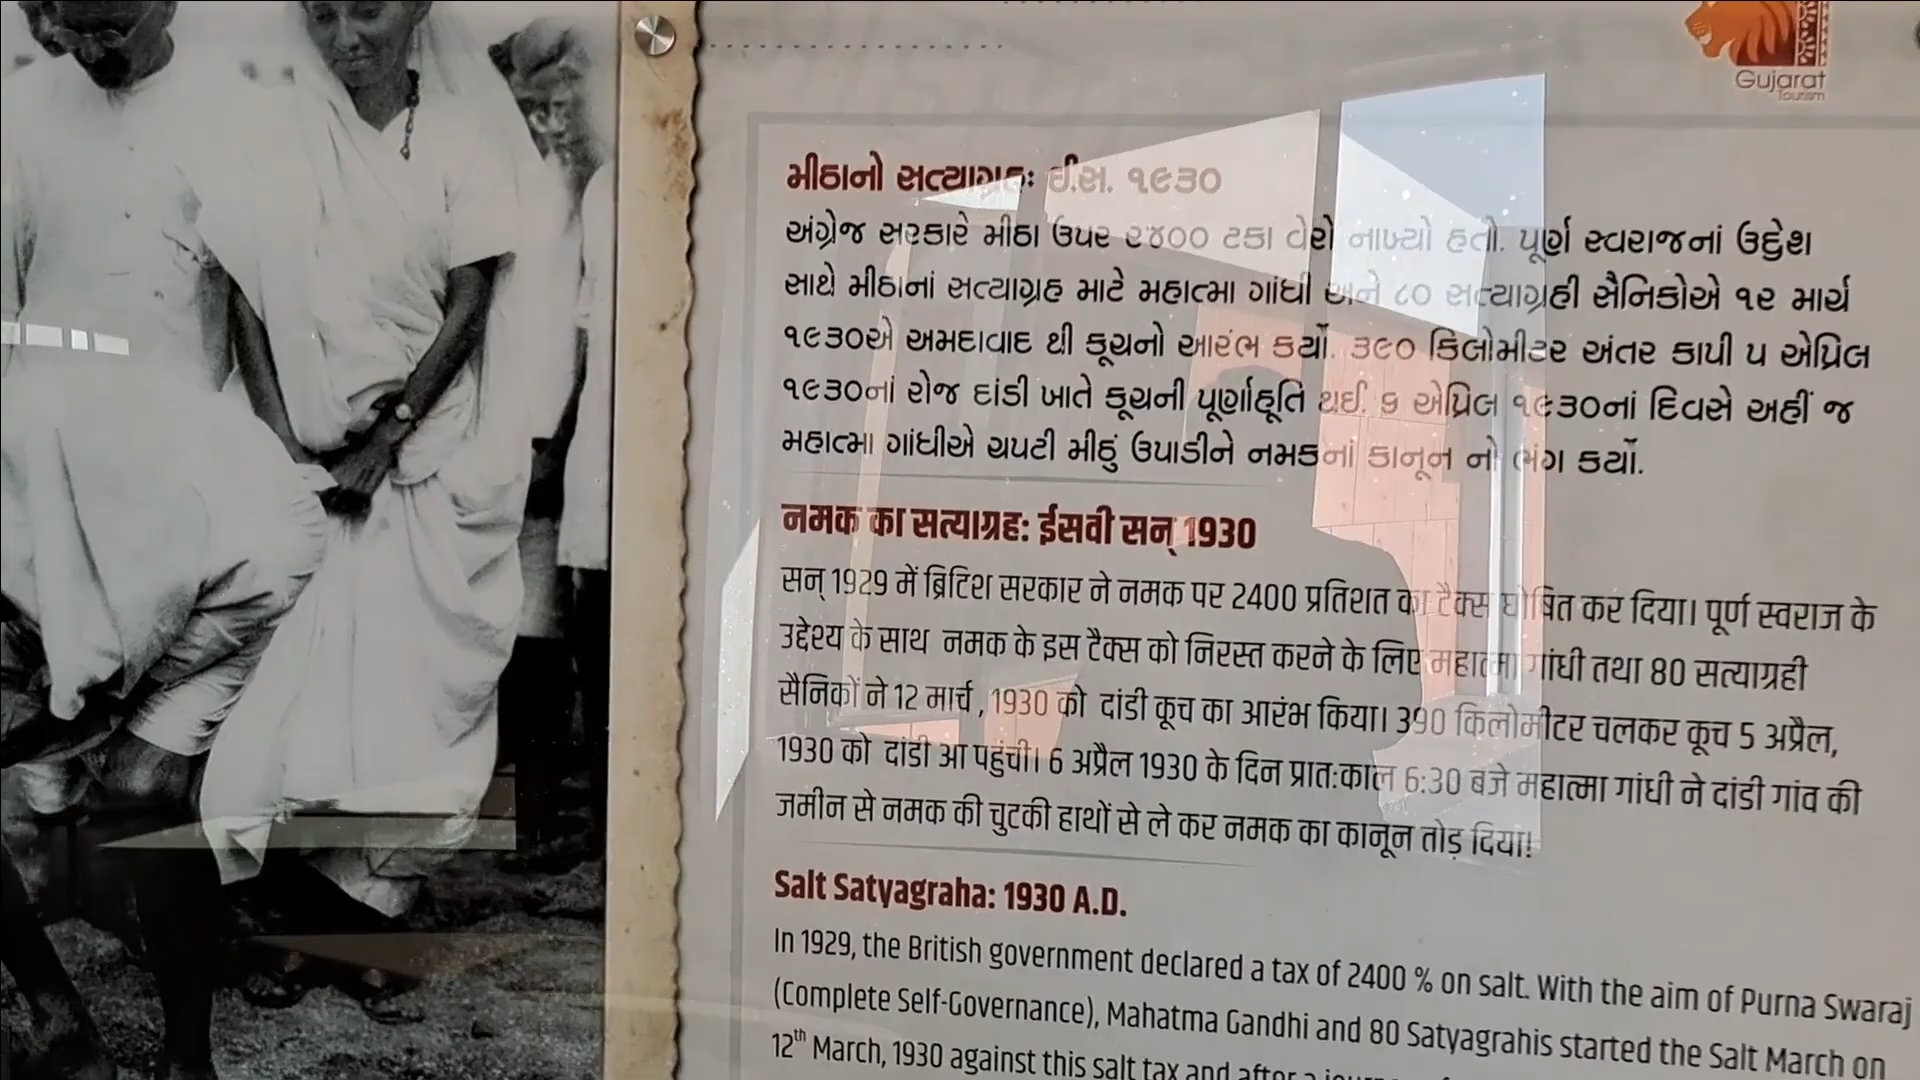 Gujarat
Tourism
મીઠાનો સત્યાગ્રહઃ ઈ.સ. ૧૯૩૦
અંગ્રેજ સરકારે મીઠા ઉપર ૨૪૦૦ ટકા વેરો નાખ્યો હતો. પૂર્ણ સ્વરાજનાં ઉદ્દેશ
સાથે મીઠાનાં સત્યાગ્રહ માટે મહાત્મા ગાંધી અને ૮૦ સત્યાગ્રહી સૈનિકોએ ૧૨ માર્ચ
૧૯૩૦એ અમદાવાદ થી કૂચનો આરંભ કર્યો. ૩૯૦ કિલોમીટર અંતર કાપી ૫ એપ્રિલ
૧૯૩૦નાં રોજ દાંડી ખાતે કૂચની પૂર્ણાહૂતિ થઈ. ૬ એપ્રિલ ૧૯૩૦નાં દિવસે અહીં જ
મહાત્મા ગાંધીએ ચપટી મીઠું ઉપાડીને નમકનાં કાનૂન નો ભંગ કર્યો.
नमक का सत्याग्रह: ईसवी सन् 1930
सन् 1929 में ब्रिटिश सरकार ने नमक पर 2400 प्रतिशत का टैक्स घोषित कर दिया। पूर्ण स्वराज के
उद्देश्य के साथ नमक के इस टैक्स को निरस्त करने के लिए महात्मा गांधी तथा 80 सत्याग्रही
सैनिकों ने 12 मार्च , 1930 को दांडी कूच का आरंभ किया। 390 किलोमीटर चलकर कूच 5 अप्रैल,
1930 को दांडी आ पहुंची। 6 अप्रैल 1930 के दिन प्रात:काल 6:30 बजे महात्मा गांधी ने दांडी गांव की
जमीन से नमक की चुटकी हाथों से ले कर नमक का कानून तोड़ दिया!
Salt Satyagraha: 1930 A.D.
In 1929, the British government declared a tax of 2400 % on salt. With the aim of Purna Swaraj
(Complete Self-Governance), Mahatma Gandhi and 80 Satyagrahis started the Salt March on
12th March, 1930 against this salt tax and after a